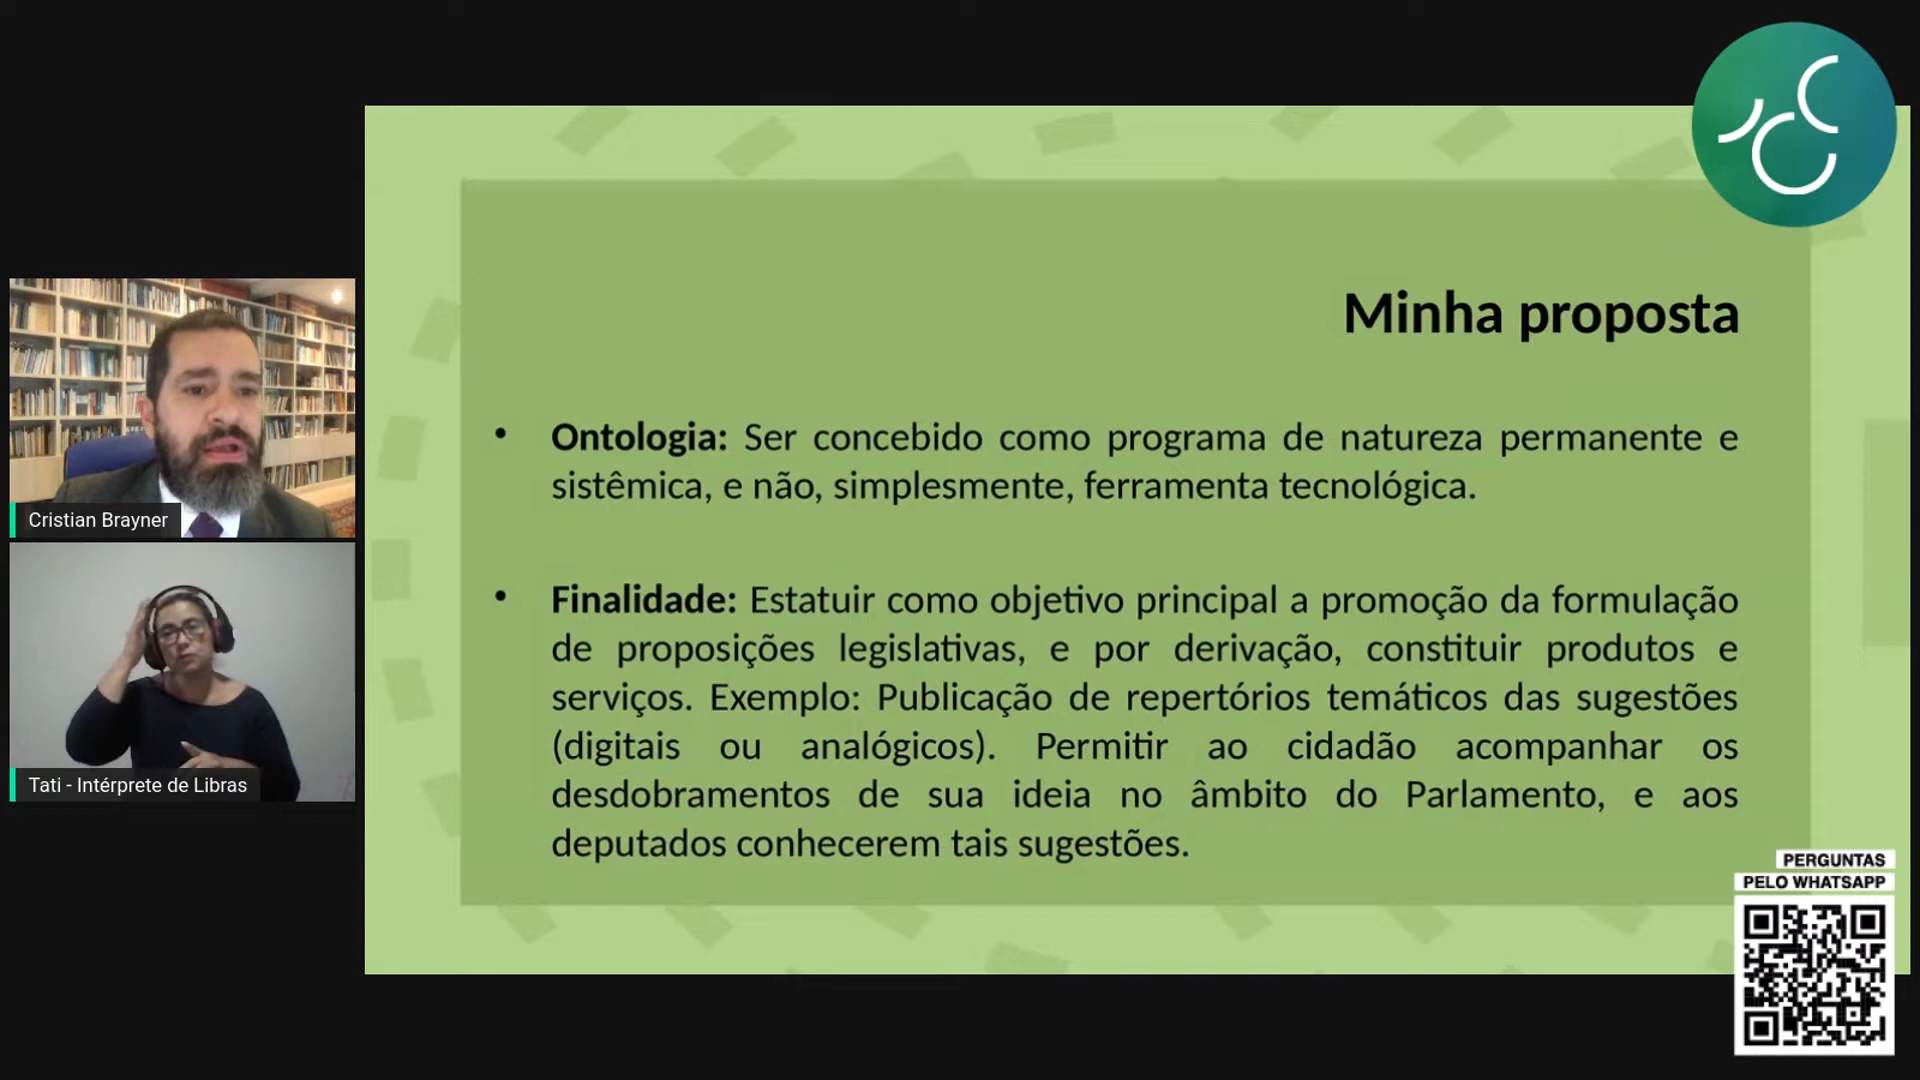 Minha proposta
• Ontologia: Ser concebido como programa de natureza permanente e
sistêmica, e não, simplesmente, ferramenta tecnológica.
• Finalidade: Estatuir como objetivo principal a promoção da formulação
de proposições legislativas, e por derivação, constituir produtos e
serviços. Exemplo: Publicação de repertórios temáticos das sugestões
(digitais ou analógicos). Permitir ao cidadão acompanhar os
desdobramentos de sua ideia no âmbito do Parlamento, e aos
deputados conhecerem tais sugestões.
Cristian Brayner
Tati - Intérprete de Libras
PERGUNTAS
PELO WHATSAPP